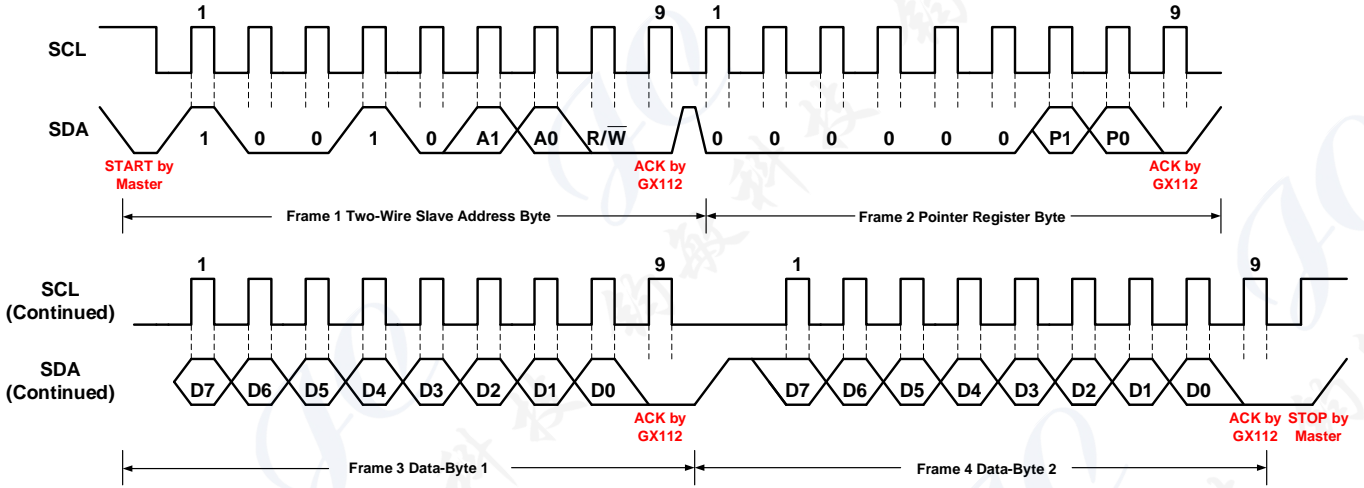 1 9 1 9
SCL
SDA
1 0 0 1 0 A1 A0 R/W̅ 0 0 0 0 0 0 P1 P0
START by Master
ACK by GX112
ACK by GX112
Frame 1 Two-Wire Slave Address Byte
Frame 2 Pointer Register Byte
1 9 1 9
SCL
(Continued)
SDA
(Continued)
D7 D6 D5 D4 D3 D2 D1 D0 D7 D6 D5 D4 D3 D2 D1 D0
ACK by GX112
ACK by GX112
STOP by Master
Frame 3 Data-Byte 1
Frame 4 Data-Byte 2